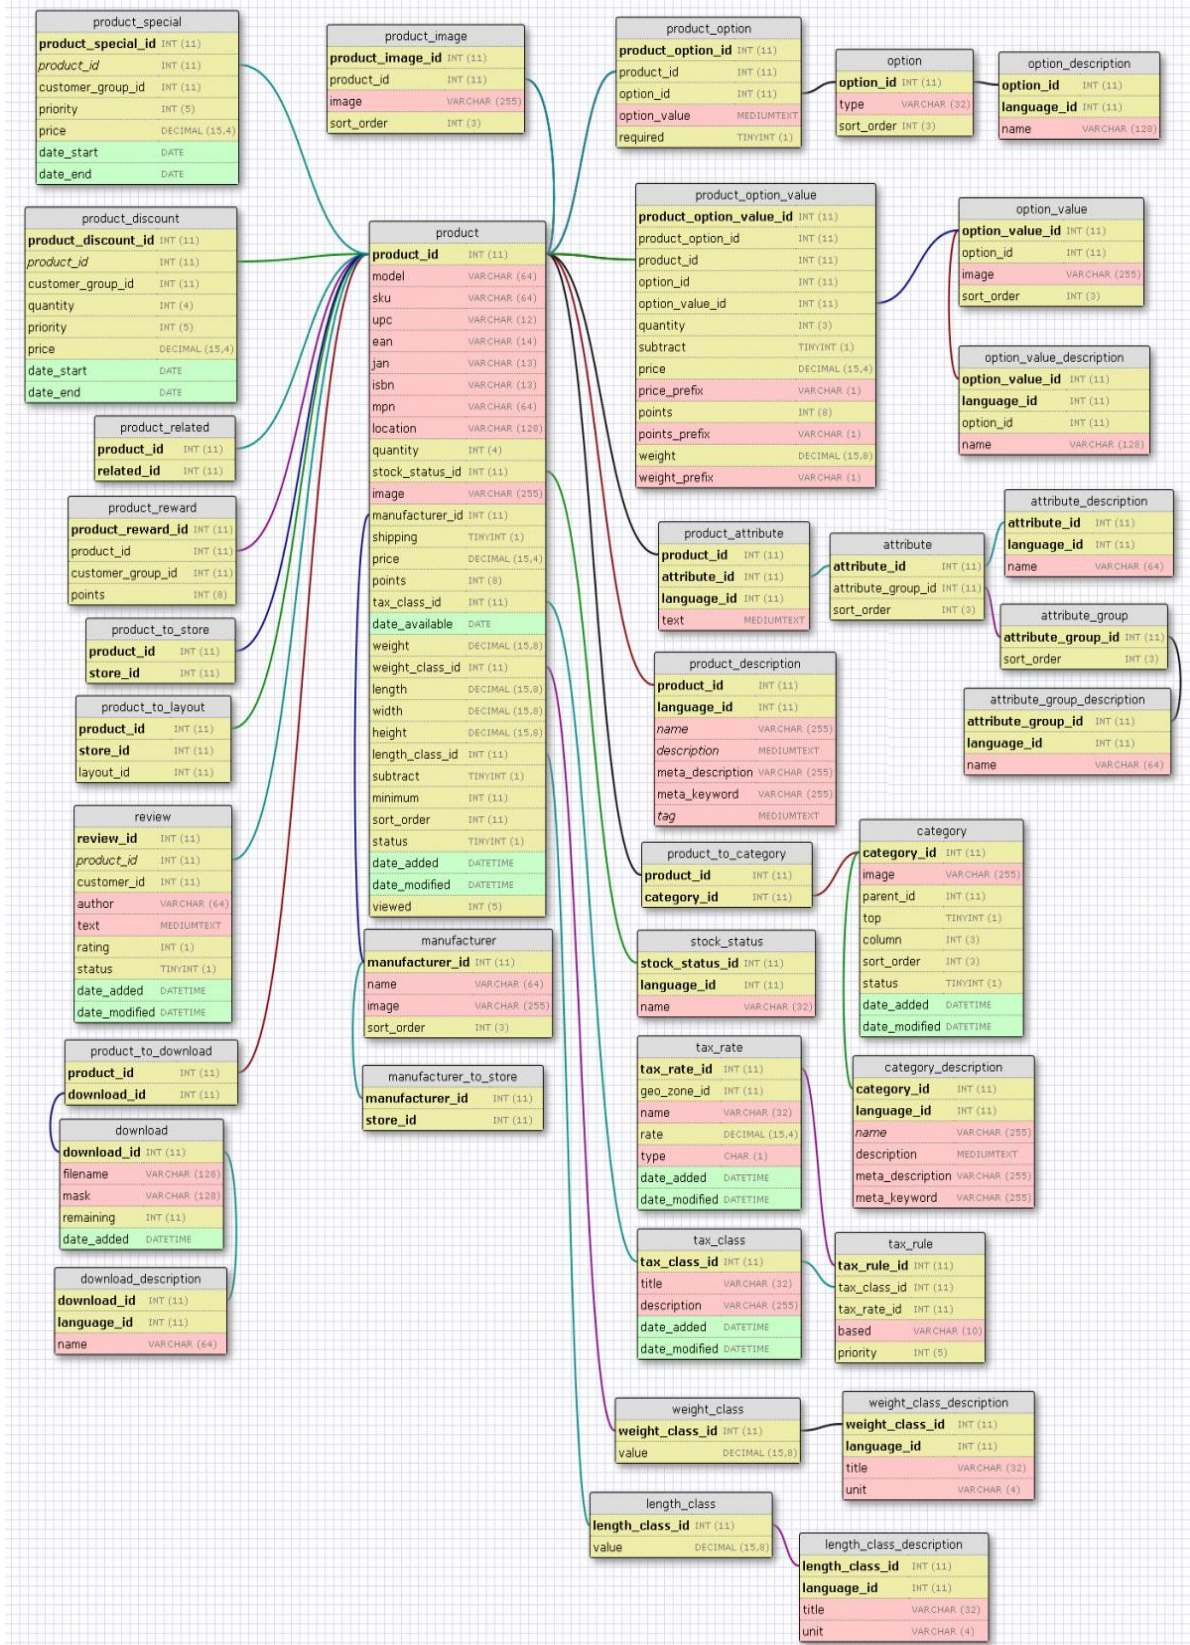 product_special
product_special_id INT (11)
product_id INT (11)
customer_group_id INT (11)
priority INT (5)
price DECIMAL (15,4)
date_start DATE
date_end DATE
product_image
product_image_id INT (11)
product_id INT (11)
image VARCHAR (255)
sort_order INT (3)
product_option
product_option_id INT (11)
product_id INT (11)
option_id INT (11)
option_value MEDIUMTEXT
required TINYINT (1)
option
option_id INT (11)
type VARCHAR (32)
sort_order INT (3)
option_description
option_id INT (11)
language_id INT (11)
name VARCHAR (128)
product_discount
product_discount_id INT (11)
product_id INT (11)
customer_group_id INT (11)
quantity INT (4)
priority INT (5)
price DECIMAL (15,4)
date_start DATE
date_end DATE
product
product_id INT (11)
model VARCHAR (64)
sku VARCHAR (64)
upc VARCHAR (12)
ean VARCHAR (14)
jan VARCHAR (13)
isbn VARCHAR (13)
mpn VARCHAR (64)
location VARCHAR (128)
quantity INT (4)
stock_status_id INT (11)
image VARCHAR (255)
manufacturer_id INT (11)
shipping TINYINT (1)
price DECIMAL (15,4)
points INT (8)
tax_class_id INT (11)
date_available DATE
weight DECIMAL (15,8)
weight_class_id INT (11)
length DECIMAL (15,8)
width DECIMAL (15,8)
height DECIMAL (15,8)
length_class_id INT (11)
subtract TINYINT (1)
minimum INT (11)
sort_order INT (11)
status TINYINT (1)
date_added DATETIME
date_modified DATETIME
viewed INT (5)
product_option_value
product_option_value_id INT (11)
product_option_id INT (11)
product_id INT (11)
option_id INT (11)
option_value_id INT (11)
quantity INT (3)
subtract TINYINT (1)
price DECIMAL (15,4)
price_prefix VARCHAR (1)
points INT (8)
points_prefix VARCHAR (1)
weight DECIMAL (15,8)
weight_prefix VARCHAR (1)
option_value
option_value_id INT (11)
option_id INT (11)
image VARCHAR (255)
sort_order INT (3)
option_value_description
option_value_id INT (11)
language_id INT (11)
option_id INT (11)
name VARCHAR (128)
product_related
product_id INT (11)
related_id INT (11)
product_reward
product_reward_id INT (11)
product_id INT (11)
customer_group_id INT (11)
points INT (8)
product_to_store
product_id INT (11)
store_id INT (11)
product_to_layout
product_id INT (11)
store_id INT (11)
layout_id INT (11)
product_attribute
product_id INT (11)
attribute_id INT (11)
language_id INT (11)
text MEDIUMTEXT
attribute
attribute_id INT (11)
attribute_group_id INT (11)
sort_order INT (3)
attribute_description
attribute_id INT (11)
language_id INT (11)
name VARCHAR (64)
attribute_group
attribute_group_id INT (11)
sort_order INT (3)
attribute_group_description
attribute_group_id INT (11)
language_id INT (11)
name VARCHAR (64)
product_description
product_id INT (11)
language_id INT (11)
name VARCHAR (255)
description MEDIUMTEXT
meta_description VARCHAR (255)
meta_keyword VARCHAR (255)
tag MEDIUMTEXT
review
review_id INT (11)
product_id INT (11)
customer_id INT (11)
author VARCHAR (64)
text MEDIUMTEXT
rating INT (1)
status TINYINT (1)
date_added DATETIME
date_modified DATETIME
product_to_category
product_id INT (11)
category_id INT (11)
category
category_id INT (11)
image VARCHAR (255)
parent_id INT (11)
top TINYINT (1)
column INT (3)
sort_order INT (3)
status TINYINT (1)
date_added DATETIME
date_modified DATETIME
manufacturer
manufacturer_id INT (11)
name VARCHAR (64)
image VARCHAR (255)
sort_order INT (3)
stock_status
stock_status_id INT (11)
language_id INT (11)
name VARCHAR (32)
product_to_download
product_id INT (11)
download_id INT (11)
manufacturer_to_store
manufacturer_id INT (11)
store_id INT (11)
tax_rate
tax_rate_id INT (11)
geo_zone_id INT (11)
name VARCHAR (32)
rate DECIMAL (15,4)
type CHAR (1)
date_added DATETIME
date_modified DATETIME
category_description
category_id INT (11)
language_id INT (11)
name VARCHAR (255)
description MEDIUMTEXT
meta_description VARCHAR (255)
meta_keyword VARCHAR (255)
download
download_id INT (11)
filename VARCHAR (128)
mask VARCHAR (128)
remaining INT (11)
date_added DATETIME
download_description
download_id INT (11)
language_id INT (11)
name VARCHAR (64)
tax_class
tax_class_id INT (11)
title VARCHAR (32)
description VARCHAR (255)
date_added DATETIME
date_modified DATETIME
tax_rule
tax_rule_id INT (11)
tax_class_id INT (11)
tax_rate_id INT (11)
based VARCHAR (10)
priority INT (5)
weight_class
weight_class_id INT (11)
value DECIMAL (15,8)
weight_class_description
weight_class_id INT (11)
language_id INT (11)
title VARCHAR (32)
unit VARCHAR (4)
length_class
length_class_id INT (11)
value DECIMAL (15,8)
length_class_description
length_class_id INT (11)
language_id INT (11)
title VARCHAR (32)
unit VARCHAR (4)